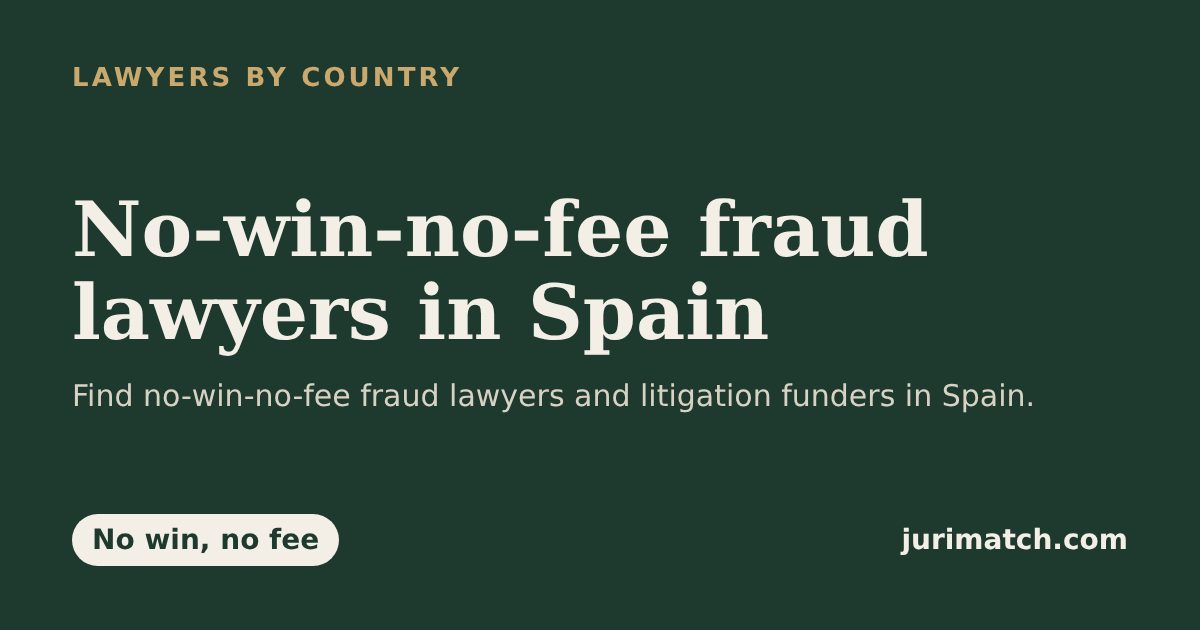 LAWYERS BY COUNTRY
No-win-no-fee fraud
lawyers in Spain
Find no-win-no-fee fraud lawyers and litigation funders in Spain.
No win, no fee
jurimatch.com